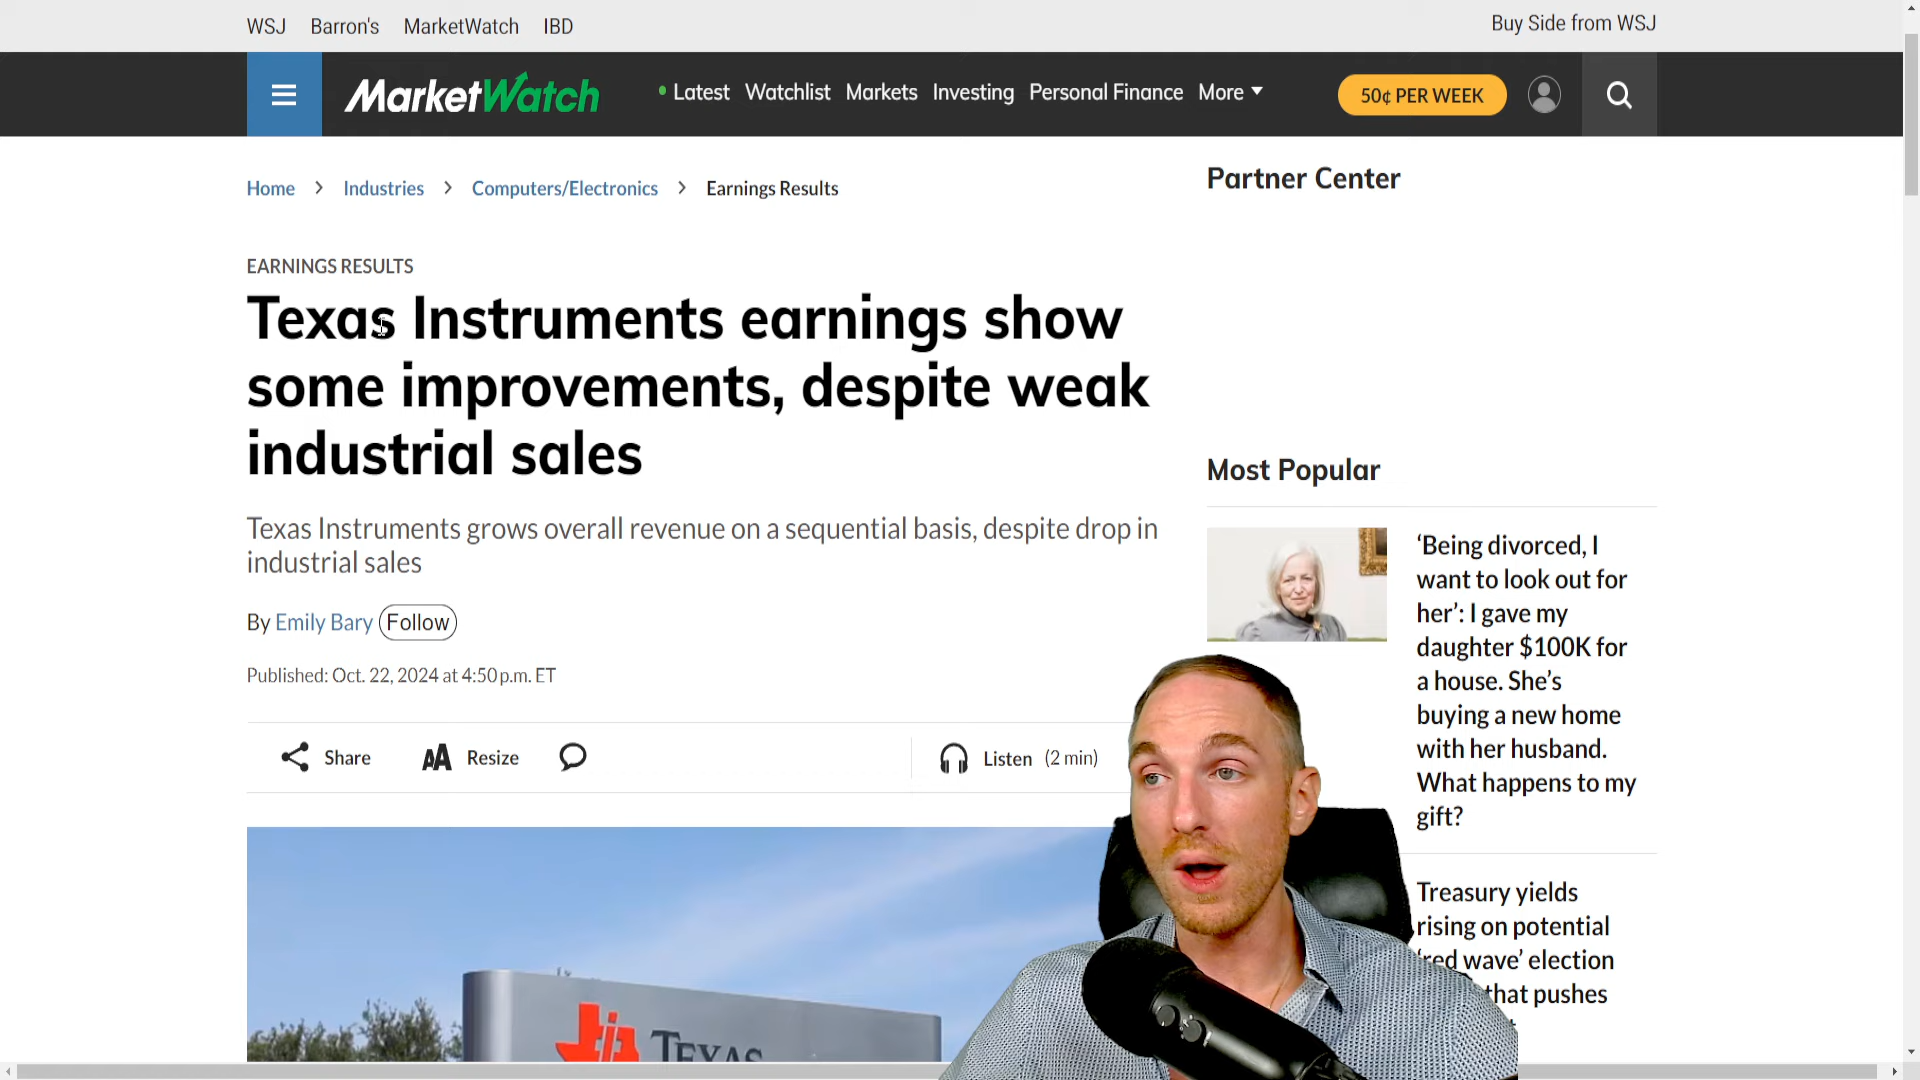 WSJ Barron's MarketWatch IBD
Buy Side from WSJ
MarketWatch
Latest Watchlist Markets Investing Personal Finance More
50¢ PER WEEK
Home > Industries > Computers/Electronics > Earnings Results
EARNINGS RESULTS
Texas Instruments earnings show
some improvements, despite weak
industrial sales
Texas Instruments grows overall revenue on a sequential basis, despite drop in
industrial sales
By Emily Bary Follow
Published: Oct. 22, 2024 at 4:50 p.m. ET
Share AA Resize
Listen (2 min)
TEXAS
Partner Center
Most Popular
‘Being divorced, I
want to look out for
her’: I gave my
daughter $100K for
a house. She’s
buying a new home
with her husband.
What happens to my
gift?
Treasury yields
rising on potential
‘red wave’ election
that pushes